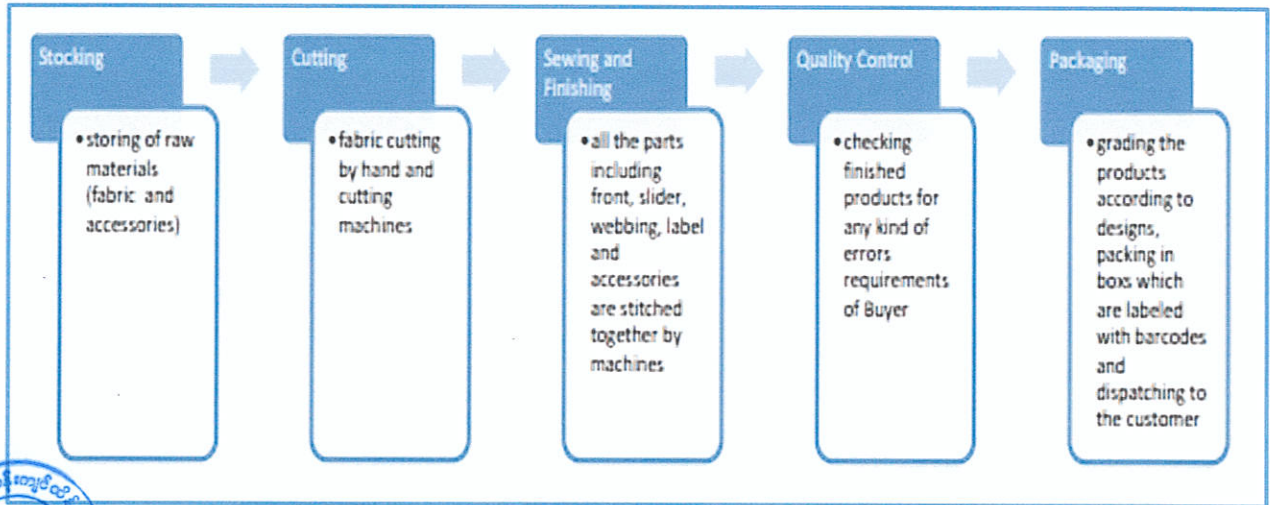 Stocking
• storing of raw
materials
(fabric and
accessories)
Cutting
• fabric cutting
by hand and
cutting
machines
Sewing and
Finishing
• all the parts
including
front, slider,
webbing, label
and
accessories
are stitched
together by
machines
Quality Control
• checking
finished
products for
any kind of
errors
requirements
of Buyer
Packaging
• grading the
products
according to
designs,
packing in
boxs which
are labeled
with barcodes
and
dispatching to
the customer